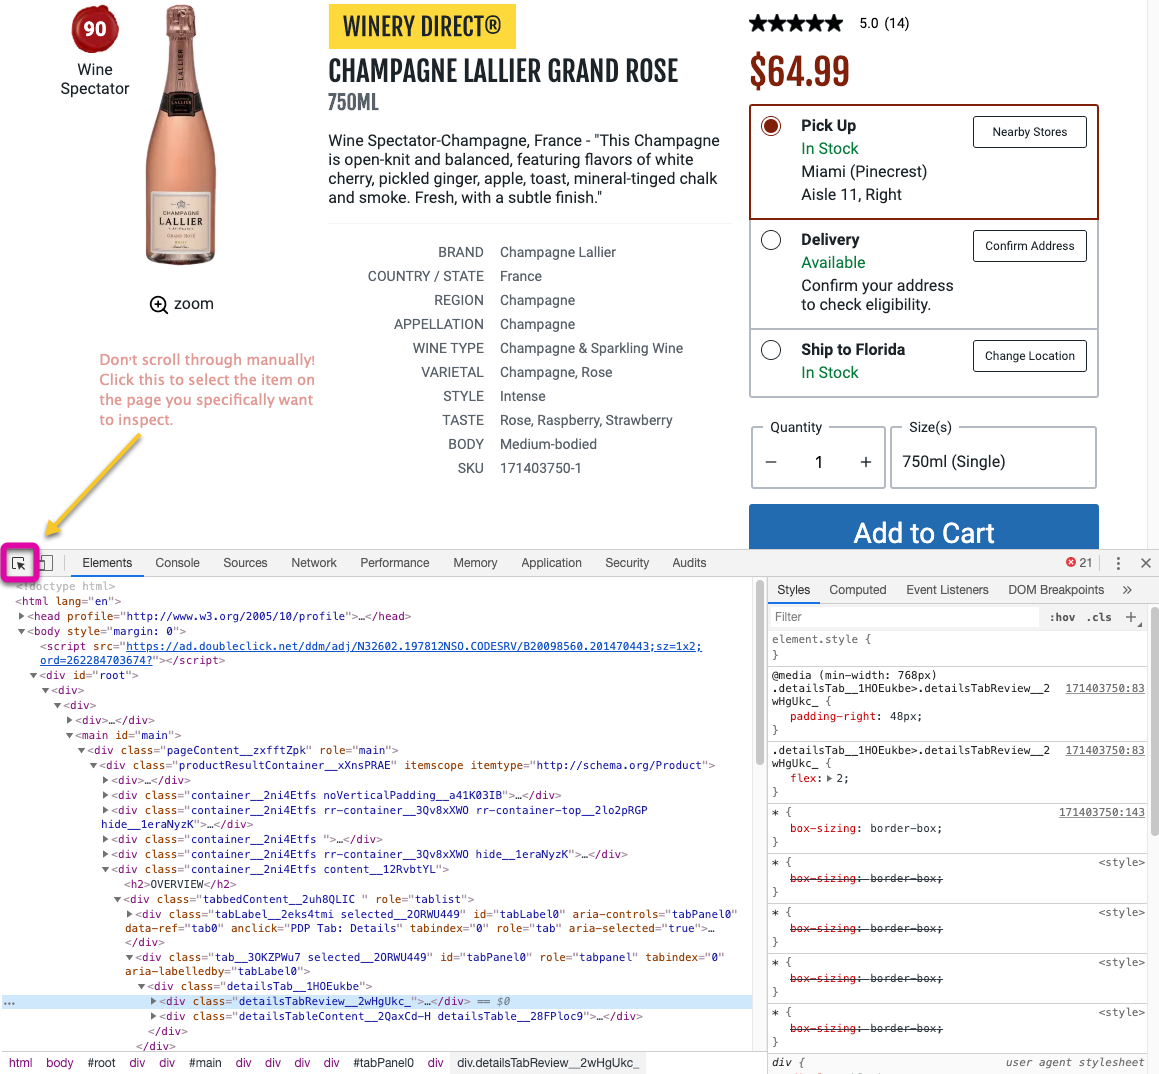 90
Wine
Spectator
LALLIER
CHAMPAGNE
LALLIER
GRAND ROSÉ
zoom
WINERY DIRECT®
CHAMPAGNE LALLIER GRAND ROSE
750ML
Wine Spectator-Champagne, France - "This Champagne
is open-knit and balanced, featuring flavors of white
cherry, pickled ginger, apple, toast, mineral-tinged chalk
and smoke. Fresh, with a subtle finish."
BRAND Champagne Lallier
COUNTRY / STATE France
REGION Champagne
APPELLATION Champagne
WINE TYPE Champagne & Sparkling Wine
VARIETAL Champagne, Rose
STYLE Intense
TASTE Rose, Raspberry, Strawberry
BODY Medium-bodied
SKU 171403750-1
5.0 (14)
$64.99
Pick Up
Nearby Stores
In Stock
Miami (Pinecrest)
Aisle 11, Right
Delivery
Confirm Address
Available
Confirm your address
to check eligibility.
Ship to Florida
Change Location
In Stock
Quantity
− 1 +
Size(s)
750ml (Single)
Add to Cart
Don't scroll through manually!
Click this to select the item on
the page you specifically want
to inspect.
Elements Console Sources Network Performance Memory Application Security Audits 21
<!doctype html>
<html lang="en">
<head profile="http://www.w3.org/2005/10/profile">…</head>
<body style="margin: 0">
<script src="https://ad.doubleclick.net/ddm/adj/N32602.197812NSO.CODESRV/B20098560.201470443;sz=1x2;
ord=262284703674?"></script>
<div id="root">
<div>
<div>
<div>…</div>
<main id="main">
<div class="pageContent__zxfftZpk" role="main">
<div class="productResultContainer__xXnsPRAE" itemscope itemtype="http://schema.org/Product">
<div>…</div>
<div class="container__2ni4Etfs noVerticalPadding__a41K03IB">…</div>
<div class="container__2ni4Etfs rr-container__3Qv8xXWO rr-container-top__2lo2pRGP
hide__1eraNyzK">…</div>
<div class="container__2ni4Etfs ">…</div>
<div class="container__2ni4Etfs rr-container__3Qv8xXWO hide__1eraNyzK">…</div>
<div class="container__2ni4Etfs content__12RvbtYL">
<h2>OVERVIEW</h2>
<div class="tabbedContent__2uh8QLIC " role="tablist">
<div class="tabLabel__2eks4tmi selected__2ORWU449" id="tabLabel0" aria-controls="tabPanel0"
data-ref="tab0" anclick="PDP Tab: Details" tabindex="0" role="tab" aria-selected="true">…
</div>
<div class="tab__3OKZPWu7 selected__2ORWU449" id="tabPanel0" role="tabpanel" tabindex="0"
aria-labelledby="tabLabel0">
<div class="detailsTab__1HOEukbe">
… <div class="detailsTabReview__2wHgUkc_">…</div> == $0
<div class="detailsTableContent__2QaxCd-H detailsTable__28FPloc9">…</div>
</div>
</div>
html body #root div div #main div div div div #tabPanel0 div div.detailsTabReview__2wHgUkc_
Styles Computed Event Listeners DOM Breakpoints »
Filter :hov .cls +
element.style {
}
@media (min-width: 768px)
.detailsTab__1HOEukbe>.detailsTabReview__2 171403750:83
wHgUkc_ {
padding-right: 48px;
}
.detailsTab__1HOEukbe>.detailsTabReview__2 171403750:83
wHgUkc_ {
flex: 2;
}
* { 171403750:143
box-sizing: border-box;
}
* { <style>
box-sizing: border-box;
}
* { <style>
box-sizing: border-box;
}
* { <style>
box-sizing: border-box;
}
* { <style>
box-sizing: border-box;
}
div { user agent stylesheet